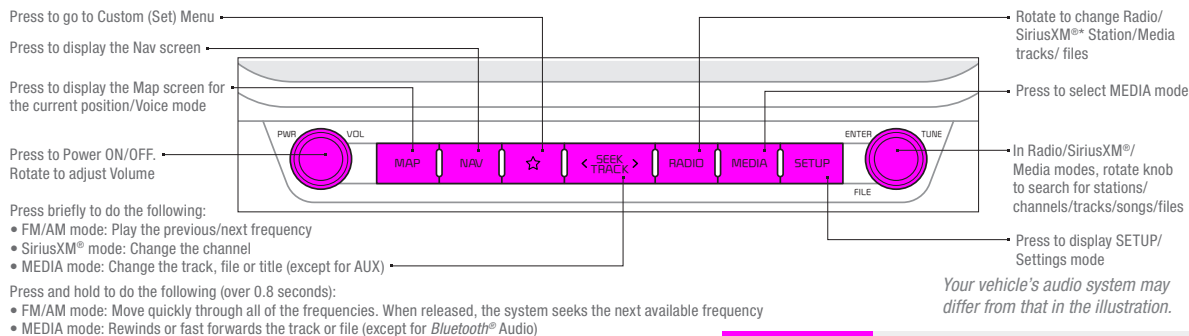 Press to go to Custom (Set) Menu
Press to display the Nav screen
Press to display the Map screen for
the current position/Voice mode
Press to Power ON/OFF.
Rotate to adjust Volume
Press briefly to do the following:
• FM/AM mode: Play the previous/next frequency
• SiriusXM® mode: Change the channel
• MEDIA mode: Change the track, file or title (except for AUX)
Press and hold to do the following (over 0.8 seconds):
• FM/AM mode: Move quickly through all of the frequencies. When released, the system seeks the next available frequency
• MEDIA mode: Rewinds or fast forwards the track or file (except for Bluetooth® Audio)
PWR VOL
MAP NAV ☆ < SEEK TRACK > RADIO MEDIA SETUP
ENTER TUNE
FILE
Rotate to change Radio/
SiriusXM®* Station/Media
tracks/ files
Press to select MEDIA mode
In Radio/SiriusXM®/
Media modes, rotate knob
to search for stations/
channels/tracks/songs/files
Press to display SETUP/
Settings mode
Your vehicle's audio system may
differ from that in the illustration.